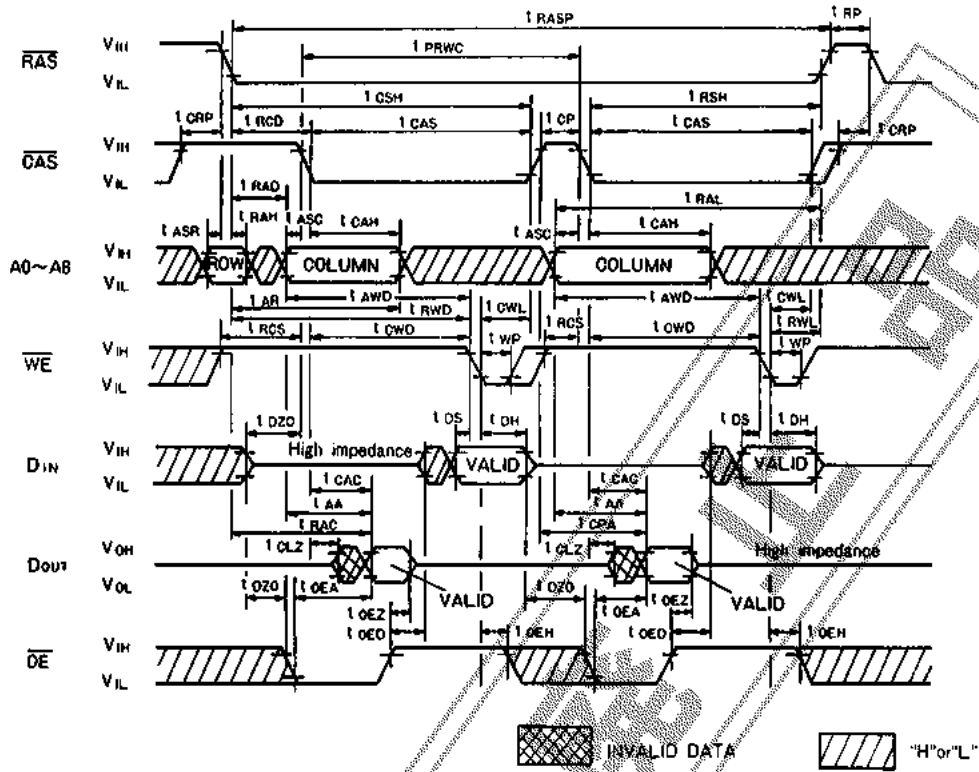 t RASP
t RP
VIH
RAS
VIL
t PRWC
t CRP
t RCD
t CSH
t CAS
t CP
t RSH
t CAS
t CRP
VIH
CAS
VIL
t RAD
t RAL
t ASR
t RAH
t ASC
t CAH
t ASC
t CAH
VIH
A0~A8
VIL
ROW
COLUMN
COLUMN
t AR
t AWD
t RWD
t CWL
t AWD
t CWL
t RCS
t CWD
t WP
t RCS
t CWD
t RWL
t WP
VIH
WE
VIL
t DZC
t DS
t DH
t DS
t DH
VIH
DIN
VIL
High impedance
VALID
VALID
t CAC
t AA
t RAC
t CLZ
t CAC
t AA
t CPA
t CLZ
VOH
DOUT
VOL
High impedance
t DZO
t OEA
VALID
t OEZ
t OED
t OEH
t DZO
t OEA
VALID
t OEZ
t OED
t OEH
VIH
OE
VIL
INVALID DATA
"H" or "L"